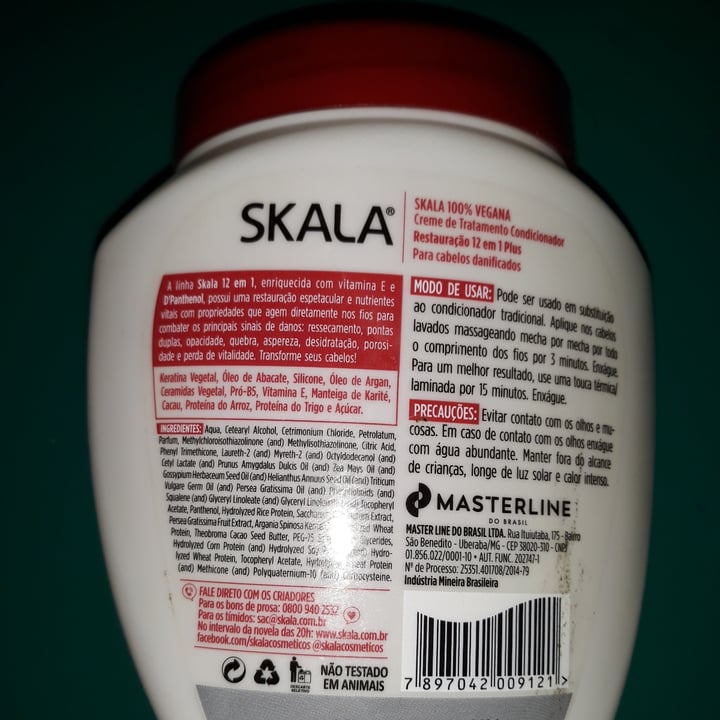 SKALA®
SKALA 100% VEGANA
Creme de Tratamento Condicionador
Restauração 12 em 1 Plus
Para cabelos danificados
A linha Skala 12 em 1, enriquecida com vitamina E e
D'Panthenol, possui uma restauração espetacular e nutrientes
vitais com propriedades que agem diretamente nos fios para
combater os principais sinais de danos: ressecamento, pontas
duplas, opacidade, quebra, aspereza, desidratação, porosi-
dade e perda de vitalidade. Transforme seus cabelos!
Keratina Vegetal, Óleo de Abacate, Silicone, Óleo de Argan,
Ceramidas Vegetal, Pró-B5, Vitamina E, Manteiga de Karité,
Cacau, Proteína do Arroz, Proteína do Trigo e Açúcar.
INGREDIENTES: Aqua, Cetearyl Alcohol, Cetrimonium Chloride, Petrolatum,
Parfum, Methylchloroisothiazolinone (and) Methylisothiazolinone, Citric Acid,
Phenyl Trimethicone, Laureth-2 (and) Myreth-2 (and) Octyldodecanol (and)
Cetyl Lactate (and) Prunus Amygdalus Dulcis Oil (and) Zea Mays Oil (and)
Gossypium Herbaceum Seed Oil (and) Helianthus Annuus Seed Oil (and) Triticum
Vulgare Germ Oil (and) Persea Gratissima Oil (and) (and)
Squalene (and) Glyceryl Linoleate (and) Glyceryl Tocopheryl
Acetate, Panthenol, Hydrolyzed Rice Protein, Extract,
Persea Gratissima Fruit Extract, Argania Spinosa Wheat
Protein, Theobroma Cacao Seed Butter,
(and) Hydrolyzed Corn Protein (and) Hydrolyzed Soy (and) Hydro-
lyzed Wheat Protein, Tocopheryl Acetate, Wheat Protein
(and) Methicone (and) Polyquaternium-10 (and)
MODO DE USAR: Pode ser usado em substituição
ao condicionador tradicional. Aplique nos cabelos
lavados massageando mecha por mecha por todo
o comprimento dos fios por 3 minutos. Enxágue.
Para um melhor resultado, use uma touca térmica/
laminada por 15 minutos. Enxágue.
PRECAUÇÕES: Evitar contato com os olhos e mu-
cosas. Em caso de contato com os olhos enxágue
com água abundante. Manter fora do alcance
de crianças, longe de luz solar e calor intenso.
MASTERLINE
DO BRASIL
MASTER LINE DO BRASIL LTDA. Rua Ituiutaba, 175 - Bairro
São Benedito - Uberaba/MG - CEP 38020-310 - CNPJ
01.856.022/0001-10 • AUT. FUNC. 202747-1
Nº de Processo: 25351.401708/2014-79
Indústria Mineira Brasileira
FALE DIRETO COM OS CRIADORES
Para os bons de prosa: 0800 940 2532
Para os tímidos: sac@skala.com.br
No intervalo da novela das 20h: www.skala.com.br
facebook.com/skalacosmeticos @skalacosmeticos
DESCARTE
SELETIVO
NÃO TESTADO
EM ANIMAIS
7 897042 009121 >